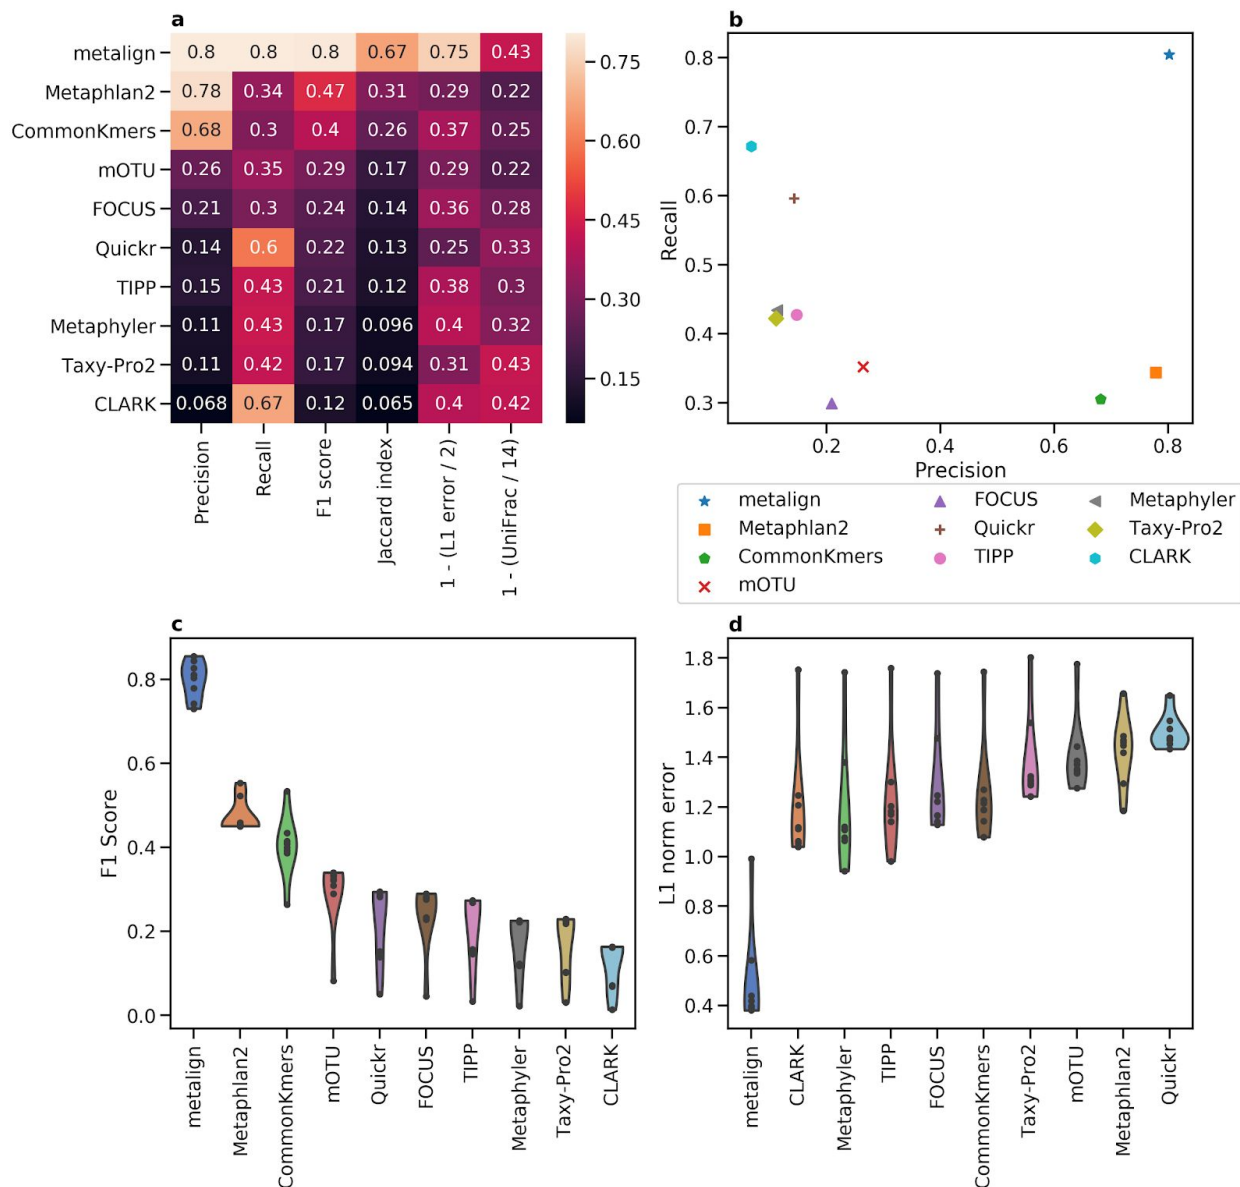 a
metalign 0.8 0.8 0.8 0.67 0.75 0.43
Metaphlan2 0.78 0.34 0.47 0.31 0.29 0.22
CommonKmers 0.68 0.3 0.4 0.26 0.37 0.25
mOTU 0.26 0.35 0.29 0.17 0.29 0.22
FOCUS 0.21 0.3 0.24 0.14 0.36 0.28
Quickr 0.14 0.6 0.22 0.13 0.25 0.33
TIPP 0.15 0.43 0.21 0.12 0.38 0.3
Metaphyler 0.11 0.43 0.17 0.096 0.4 0.32
Taxy-Pro2 0.11 0.42 0.17 0.094 0.31 0.43
CLARK 0.068 0.67 0.12 0.065 0.4 0.42
Precision
Recall
F1 score
Jaccard index
1 - (L1 error / 2)
1 - (UniFrac / 14)
0.75
0.60
0.45
0.30
0.15
b
Recall
0.8
0.7
0.6
0.5
0.4
0.3
0.2 0.4 0.6 0.8
Precision
metalign FOCUS Metaphyler
Metaphlan2 Quickr Taxy-Pro2
CommonKmers TIPP CLARK
mOTU
c
F1 Score
0.8
0.6
0.4
0.2
0.0
metalign
Metaphlan2
CommonKmers
mOTU
Quickr
FOCUS
TIPP
Metaphyler
Taxy-Pro2
CLARK
d
L1 norm error
1.8
1.6
1.4
1.2
1.0
0.8
0.6
0.4
metalign
CLARK
Metaphyler
TIPP
FOCUS
CommonKmers
Taxy-Pro2
mOTU
Metaphlan2
Quickr